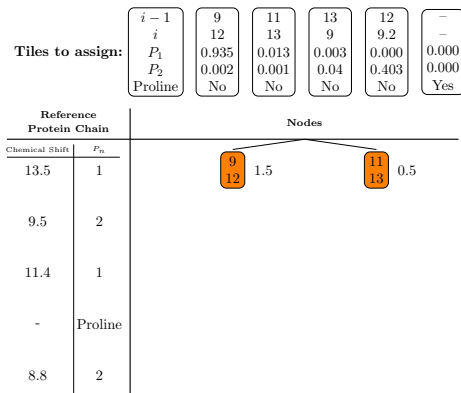 Tiles to assign:
i − 1 9 11 13 12 –
i 12 13 9 9.2 –
P₁ 0.935 0.013 0.003 0.000 0.000
P₂ 0.002 0.001 0.04 0.403 0.000
Proline No No No No Yes
Reference
Protein Chain
Nodes
Chemical Shift Pₙ
13.5 1
9
12
1.5
11
13
0.5
9.5 2
11.4 1
- Proline
8.8 2